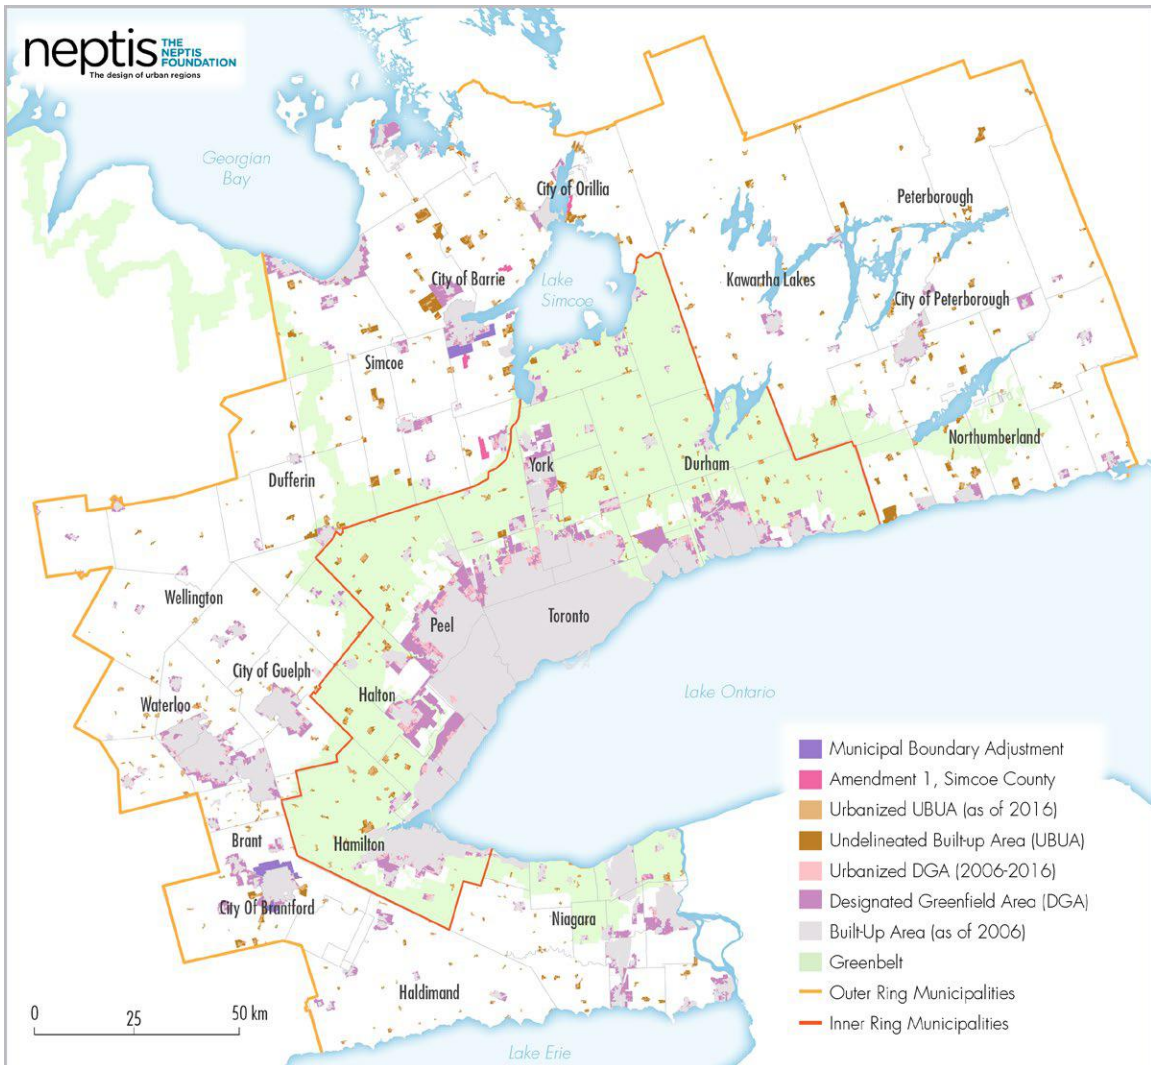 neptis THE
NEPTIS
FOUNDATION
The design of urban regions
Georgian
Bay
City of Orillia
Peterborough
City of Barrie
Lake
Simcoe
Kawartha Lakes
City of Peterborough
Simcoe
Northumberland
Dufferin
York
Durham
Wellington
Peel
Toronto
City of Guelph
Waterloo
Halton
Lake Ontario
Brant
Hamilton
City Of Brantford
Niagara
Haldimand
Lake Erie
Municipal Boundary Adjustment
Amendment 1, Simcoe County
Urbanized UBUA (as of 2016)
Undelineated Built-up Area (UBUA)
Urbanized DGA (2006-2016)
Designated Greenfield Area (DGA)
Built-Up Area (as of 2006)
Greenbelt
Outer Ring Municipalities
Inner Ring Municipalities
0 25 50 km